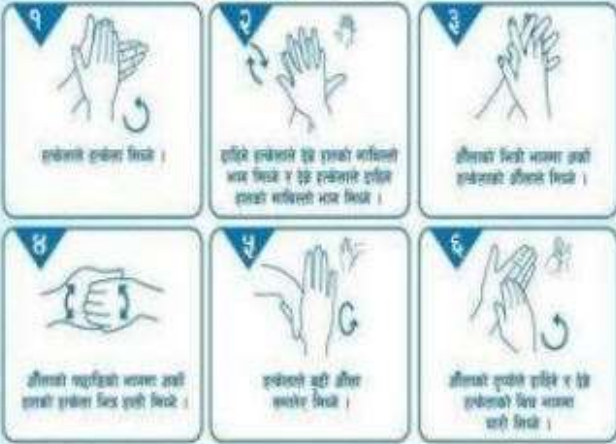 १
हत्केलाले हत्केला मिच्ने ।
२
दाहिने हत्केलाले देब्रे हातको माथिल्लो
भाग मिच्ने र देब्रे हत्केलाले दाहिने
हातको माथिल्लो भाग मिच्ने ।
३
औंलाको भित्री भागमा अर्को
हत्केलाको औंलाले मिच्ने ।
४
औंलाको पछाडिको भागमा अर्को
हातको हत्केला भित्र हाली मिच्ने ।
५
हत्केलाले बुढी औंला
समातेर मिच्ने ।
६
औंलाको टुप्पोले दाहिने र देब्रे
हत्केलाको बिच भागमा
घारी मिच्ने ।